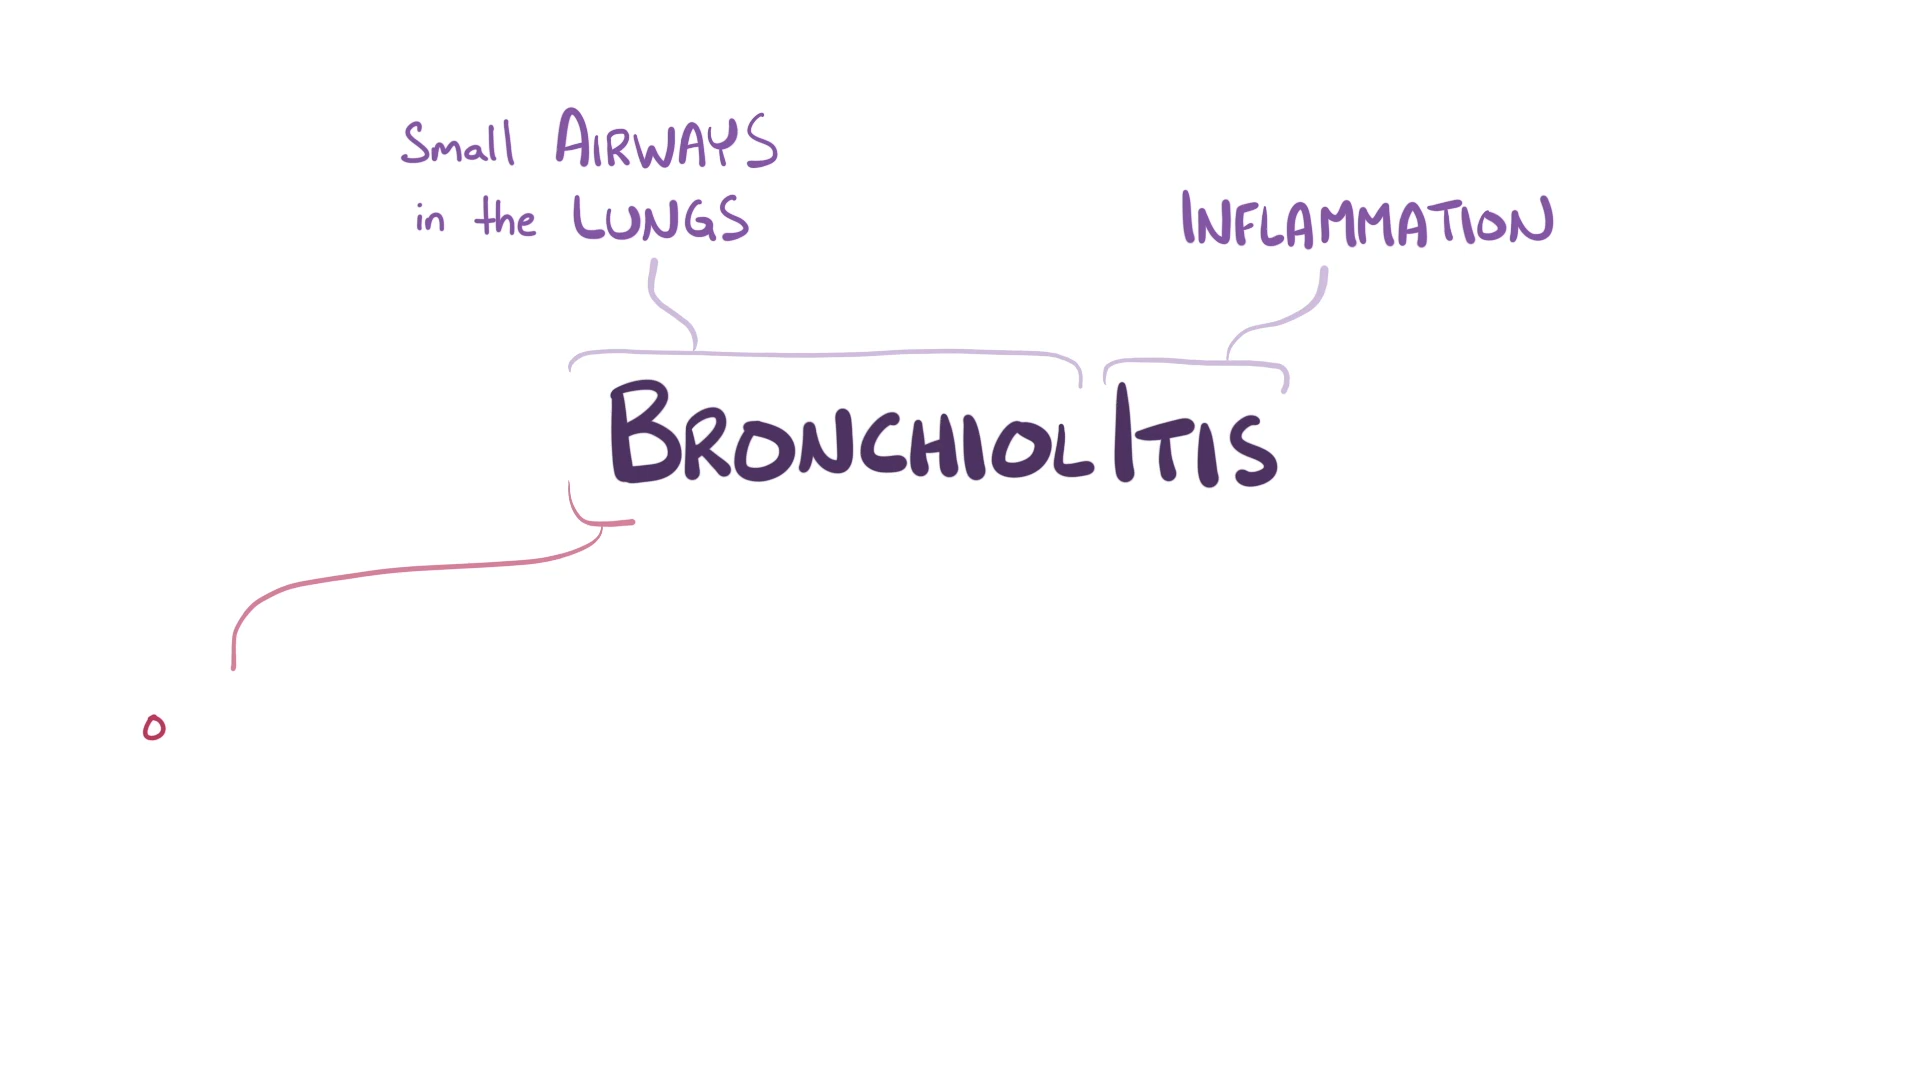 Small AIRWAYS
in the LUNGS
INFLAMMATION
BRONCHIOLITIS
o